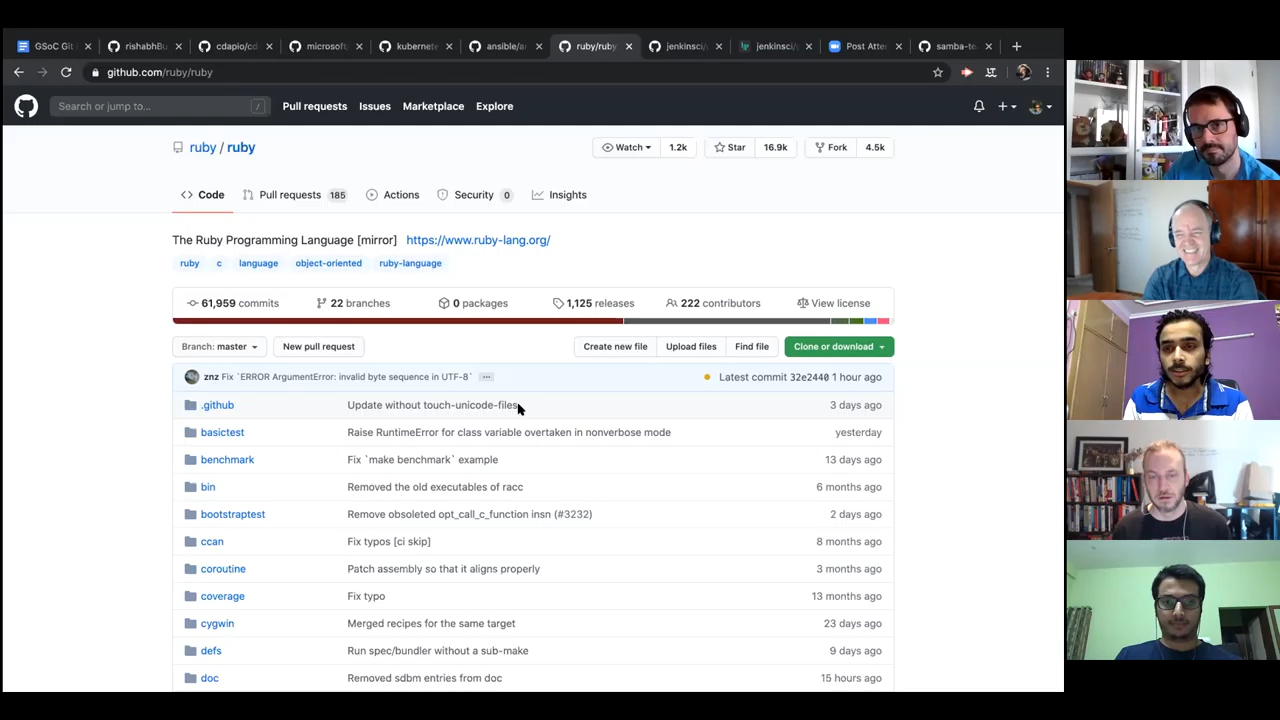 GSoC Git
rishabhBu
cdapio/cd
microsoft,
kubernete
ansible/a
ruby/ruby
jenkinsci/
jenkinsci/
Post Atte
samba-te
github.com/ruby/ruby
Search or jump to... /
Pull requests Issues Marketplace Explore
ruby / ruby
Watch 1.2k Star 16.9k Fork 4.5k
Code Pull requests 185 Actions Security 0 Insights
The Ruby Programming Language [mirror] https://www.ruby-lang.org/
ruby c language object-oriented ruby-language
61,959 commits 22 branches 0 packages 1,125 releases 222 contributors View license
Branch: master New pull request Create new file Upload files Find file Clone or download
znz Fix `ERROR ArgumentError: invalid byte sequence in UTF-8` ... Latest commit 32e2440 1 hour ago
.github Update without touch-unicode-files 3 days ago
basictest Raise RuntimeError for class variable overtaken in nonverbose mode yesterday
benchmark Fix `make benchmark` example 13 days ago
bin Removed the old executables of racc 6 months ago
bootstraptest Remove obsoleted opt_call_c_function insn (#3232) 2 days ago
ccan Fix typos [ci skip] 8 months ago
coroutine Patch assembly so that it aligns properly 3 months ago
coverage Fix typo 13 months ago
cygwin Merged recipes for the same target 23 days ago
defs Run spec/bundler without a sub-make 9 days ago
doc Removed sdbm entries from doc 15 hours ago